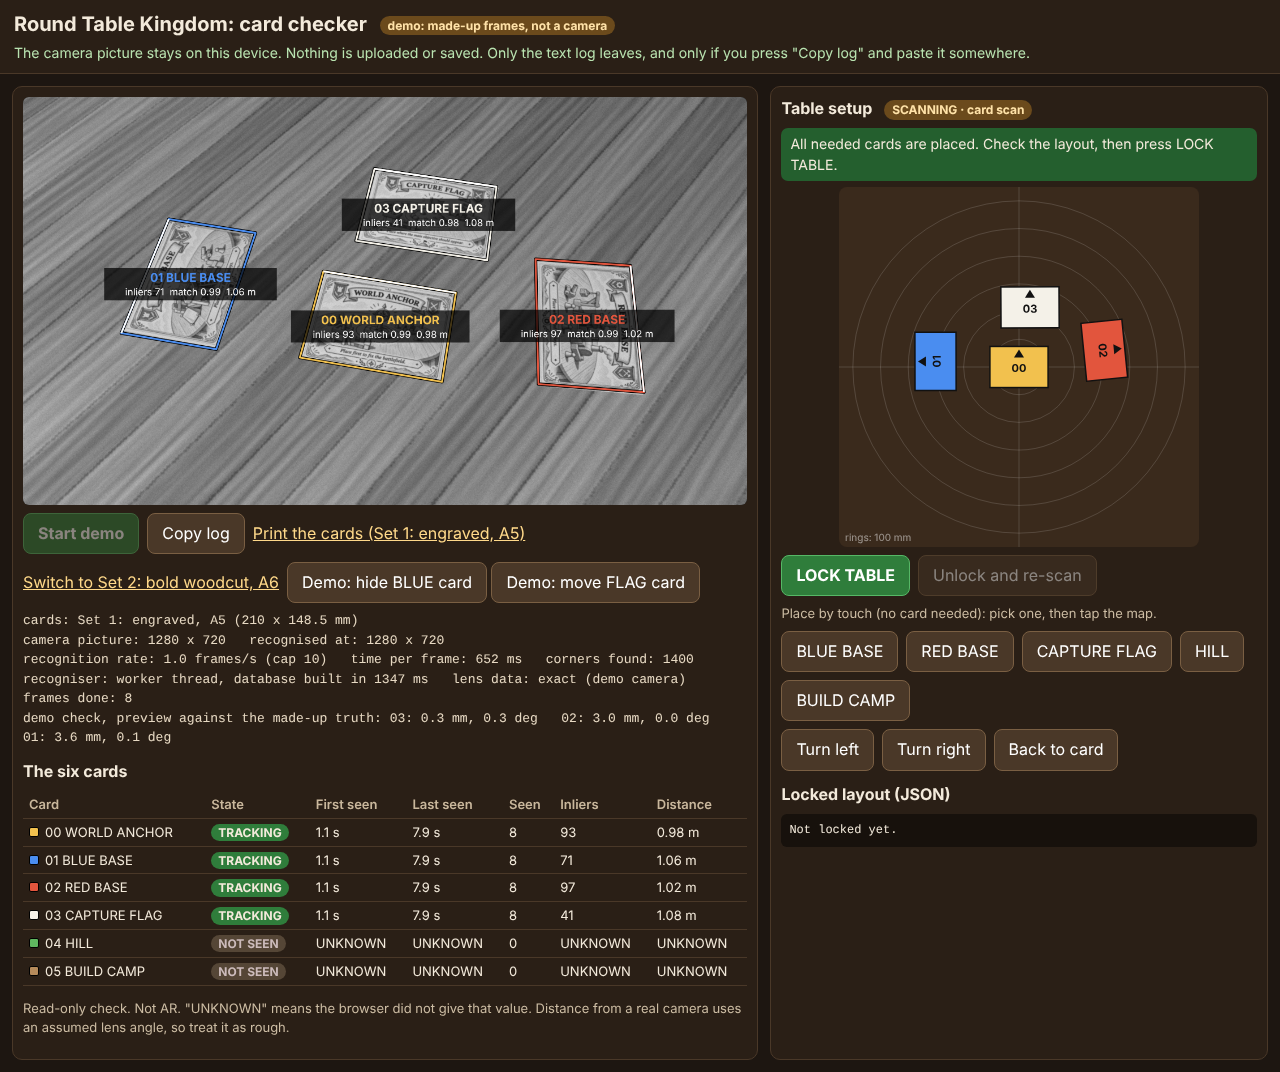 Round Table Kingdom: card checker demo: made-up frames, not a camera
The camera picture stays on this device. Nothing is uploaded or saved. Only the text log leaves, and only if you press "Copy log" and paste it somewhere.
CAPTURE FLAG
03 CAPTURE FLAG
inliers 41 match 0.98 1.08 m
01 BLUE BASE
inliers 71 match 0.99 1.06 m
WORLD ANCHOR
00 WORLD ANCHOR
inliers 93 match 0.99 0.98 m
Place first to fix the battlefield
02 RED BASE
inliers 97 match 0.99 1.02 m
Start demo
Copy log
Print the cards (Set 1: engraved, A5)
Switch to Set 2: bold woodcut, A6
Demo: hide BLUE card
Demo: move FLAG card
cards: Set 1: engraved, A5 (210 x 148.5 mm)
camera picture: 1280 x 720 recognised at: 1280 x 720
recognition rate: 1.0 frames/s (cap 10) time per frame: 652 ms corners found: 1400
recogniser: worker thread, database built in 1347 ms lens data: exact (demo camera)
frames done: 8
demo check, preview against the made-up truth: 03: 0.3 mm, 0.3 deg 02: 3.0 mm, 0.0 deg
01: 3.6 mm, 0.1 deg
The six cards
Card State First seen Last seen Seen Inliers Distance
00 WORLD ANCHOR TRACKING 1.1 s 7.9 s 8 93 0.98 m
01 BLUE BASE TRACKING 1.1 s 7.9 s 8 71 1.06 m
02 RED BASE TRACKING 1.1 s 7.9 s 8 97 1.02 m
03 CAPTURE FLAG TRACKING 1.1 s 7.9 s 8 41 1.08 m
04 HILL NOT SEEN UNKNOWN UNKNOWN 0 UNKNOWN UNKNOWN
05 BUILD CAMP NOT SEEN UNKNOWN UNKNOWN 0 UNKNOWN UNKNOWN
Read-only check. Not AR. "UNKNOWN" means the browser did not give that value. Distance from a real camera uses
an assumed lens angle, so treat it as rough.
Table setup SCANNING · card scan
All needed cards are placed. Check the layout, then press LOCK
TABLE.
03
01
00
02
rings: 100 mm
LOCK TABLE
Unlock and re-scan
Place by touch (no card needed): pick one, then tap the map.
BLUE BASE
RED BASE
CAPTURE FLAG
HILL
BUILD CAMP
Turn left
Turn right
Back to card
Locked layout (JSON)
Not locked yet.